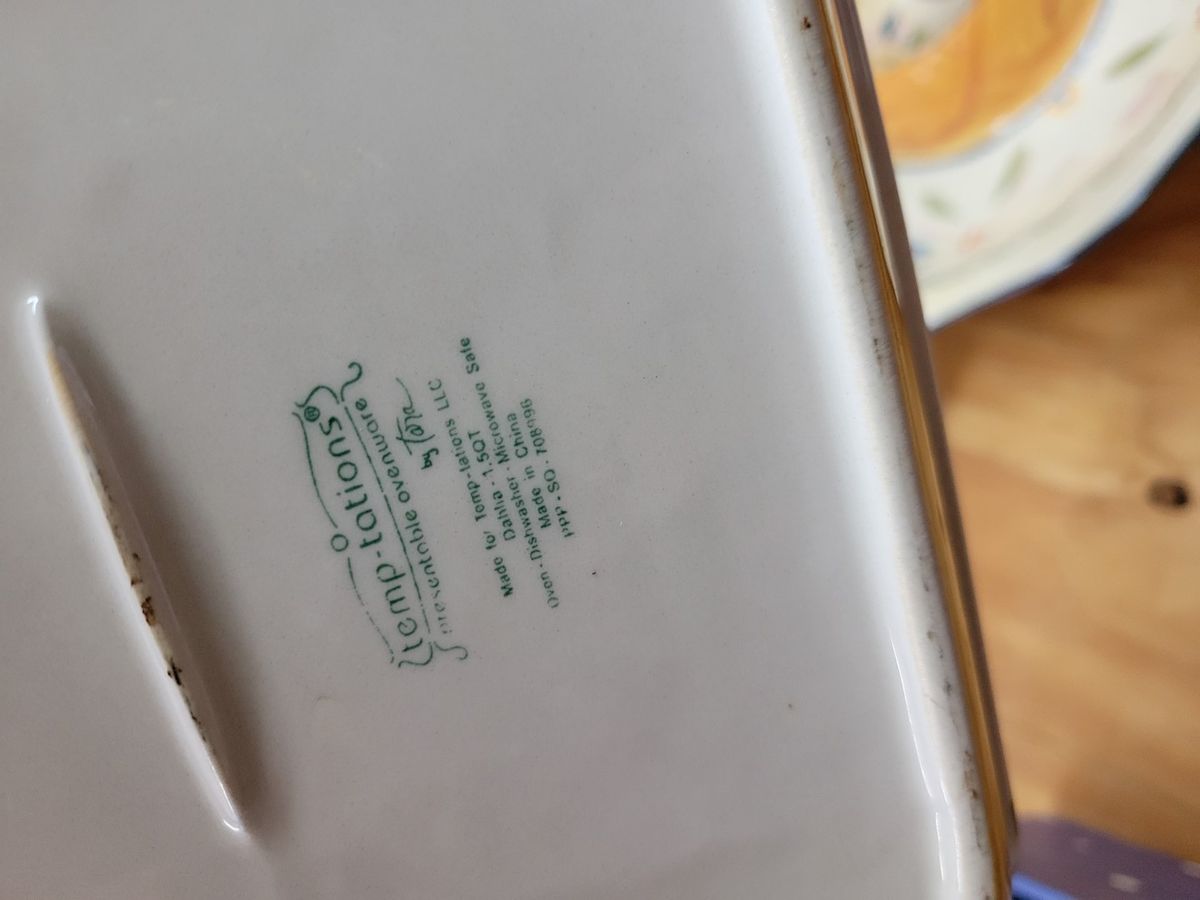 temp-tations®
presentable ovenware
by Tara
Made for Temp-tations LLC
Dahlia - 1.5QT
Oven - Dishwasher - Microwave Safe
Made in China
PPP - SO: 708996